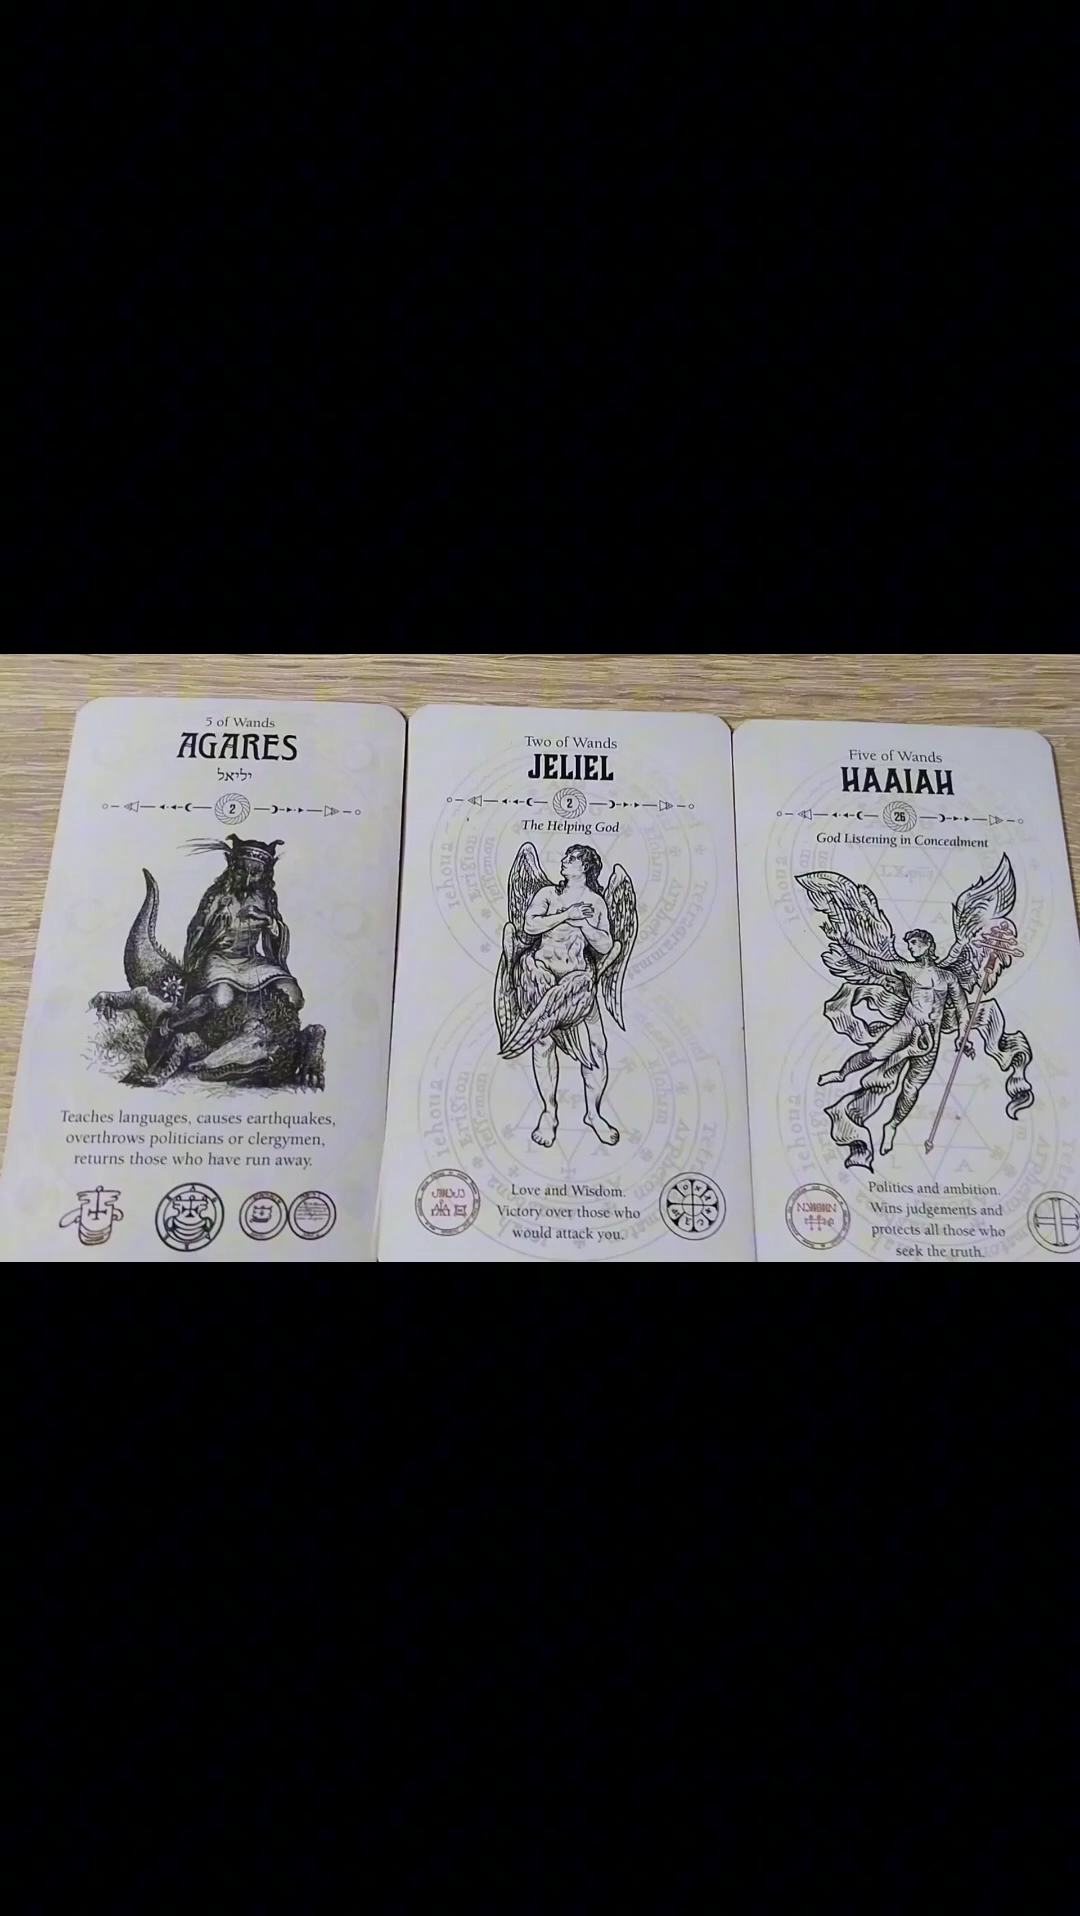 5 of Wands
AGARES
יליאל
2
Teaches languages, causes earthquakes,
overthrows politicians or clergymen,
returns those who have run away.
Two of Wands
JELIEL
2
The Helping God
Love and Wisdom.
Victory over those who
would attack you.
Five of Wands
HAAIAH
26
God Listening in Concealment
Politics and ambition.
Wins judgements and
protects all those who
seek the truth.